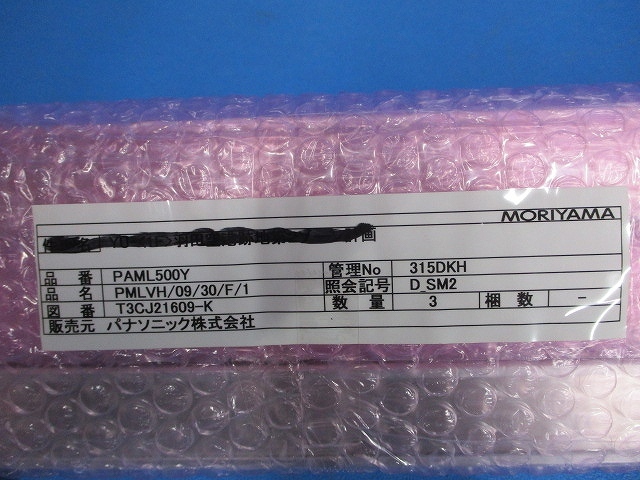 MORIYAMA
計画
品 番 PAML500Y 管理No 315DKH
品 名 PMLVH/09/30/F/1 照会記号 D_SM2
図 番 T3CJ21609-K 数 量 3 梱 数 -
販売元 パナソニック株式会社